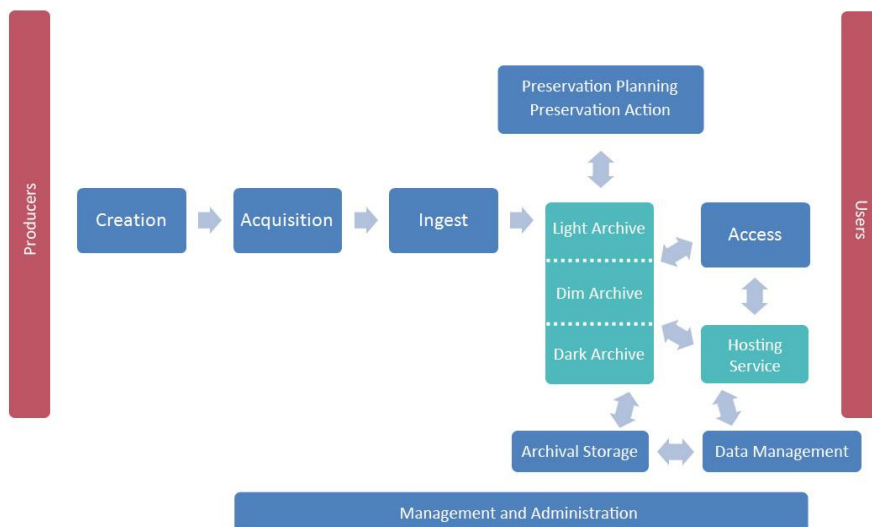 Producers
Users
Preservation Planning
Preservation Action
Creation
Acquisition
Ingest
Light Archive
Dim Archive
Dark Archive
Access
Hosting
Service
Archival Storage
Data Management
Management and Administration